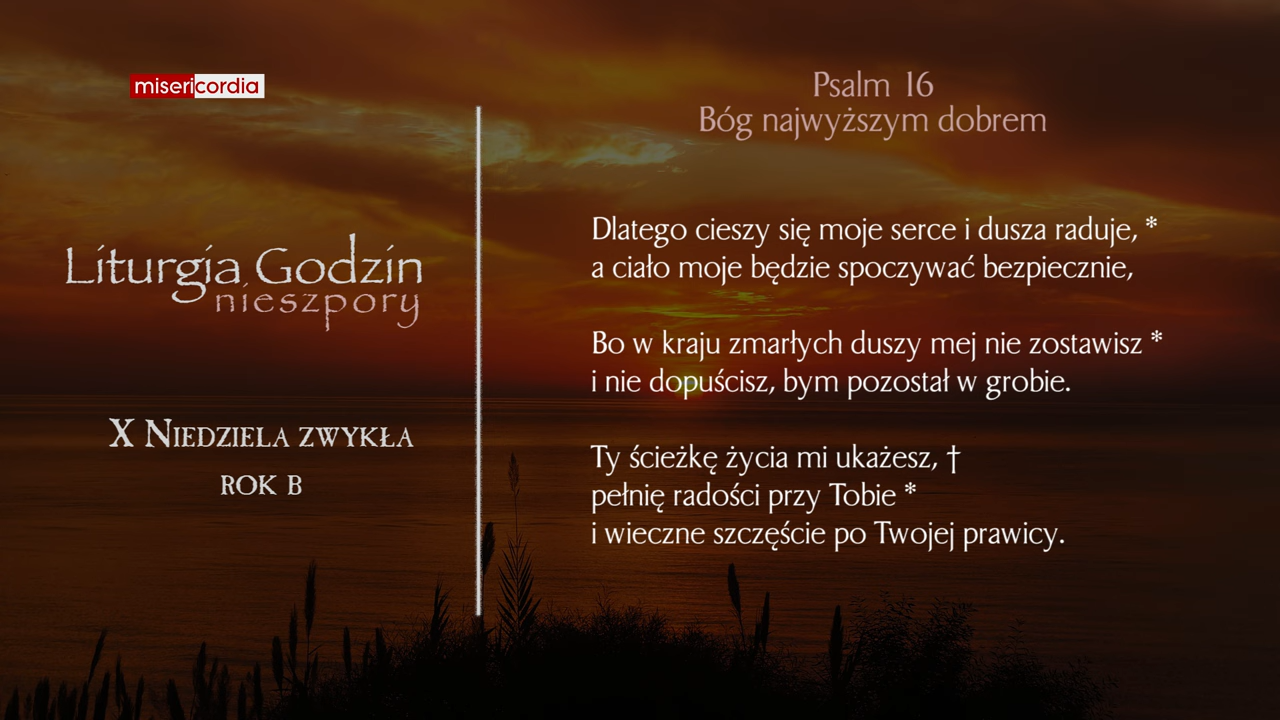 misericordia
Liturgia Godzin
nieszpory
X Niedziela zwykła
rok B
Psalm 16
Bóg najwyższym dobrem
Dlatego cieszy się moje serce i dusza raduje, *
a ciało moje będzie spoczywać bezpiecznie,
Bo w kraju zmarłych duszy mej nie zostawisz *
i nie dopuścisz, bym pozostał w grobie.
Ty ścieżkę życia mi ukażesz, †
pełnię radości przy Tobie *
i wieczne szczęście po Twojej prawicy.